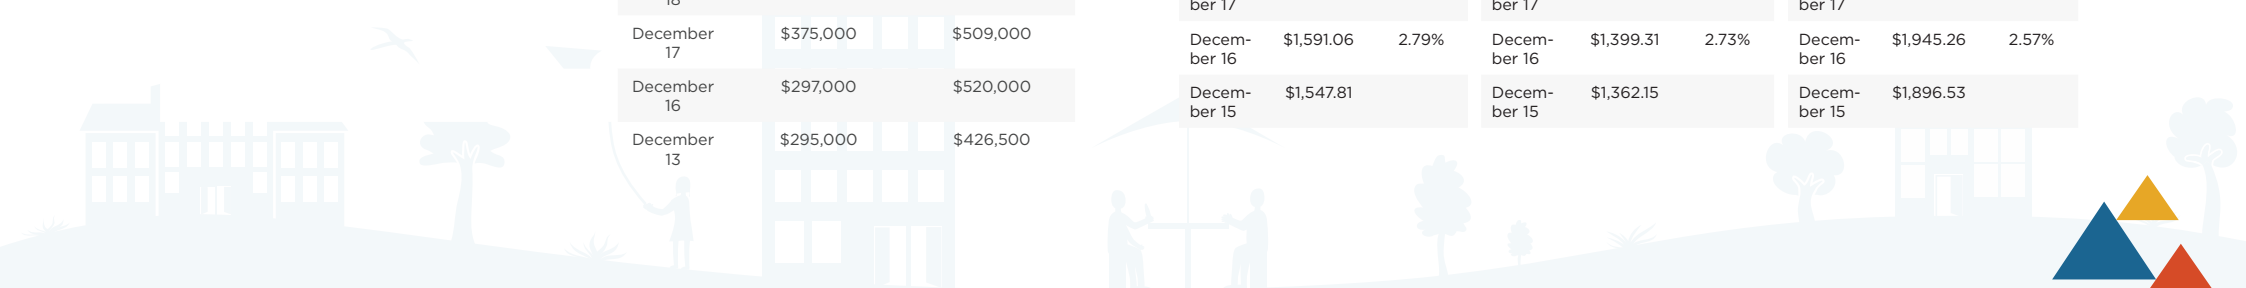 18
December $375,000 $509,000
17
December $297,000 $520,000
16
December $295,000 $426,500
13
ber 17
Decem- $1,591.06 2.79%
ber 16
Decem- $1,547.81
ber 15
ber 17
Decem- $1,399.31 2.73%
ber 16
Decem- $1,362.15
ber 15
ber 17
Decem- $1,945.26 2.57%
ber 16
Decem- $1,896.53
ber 15